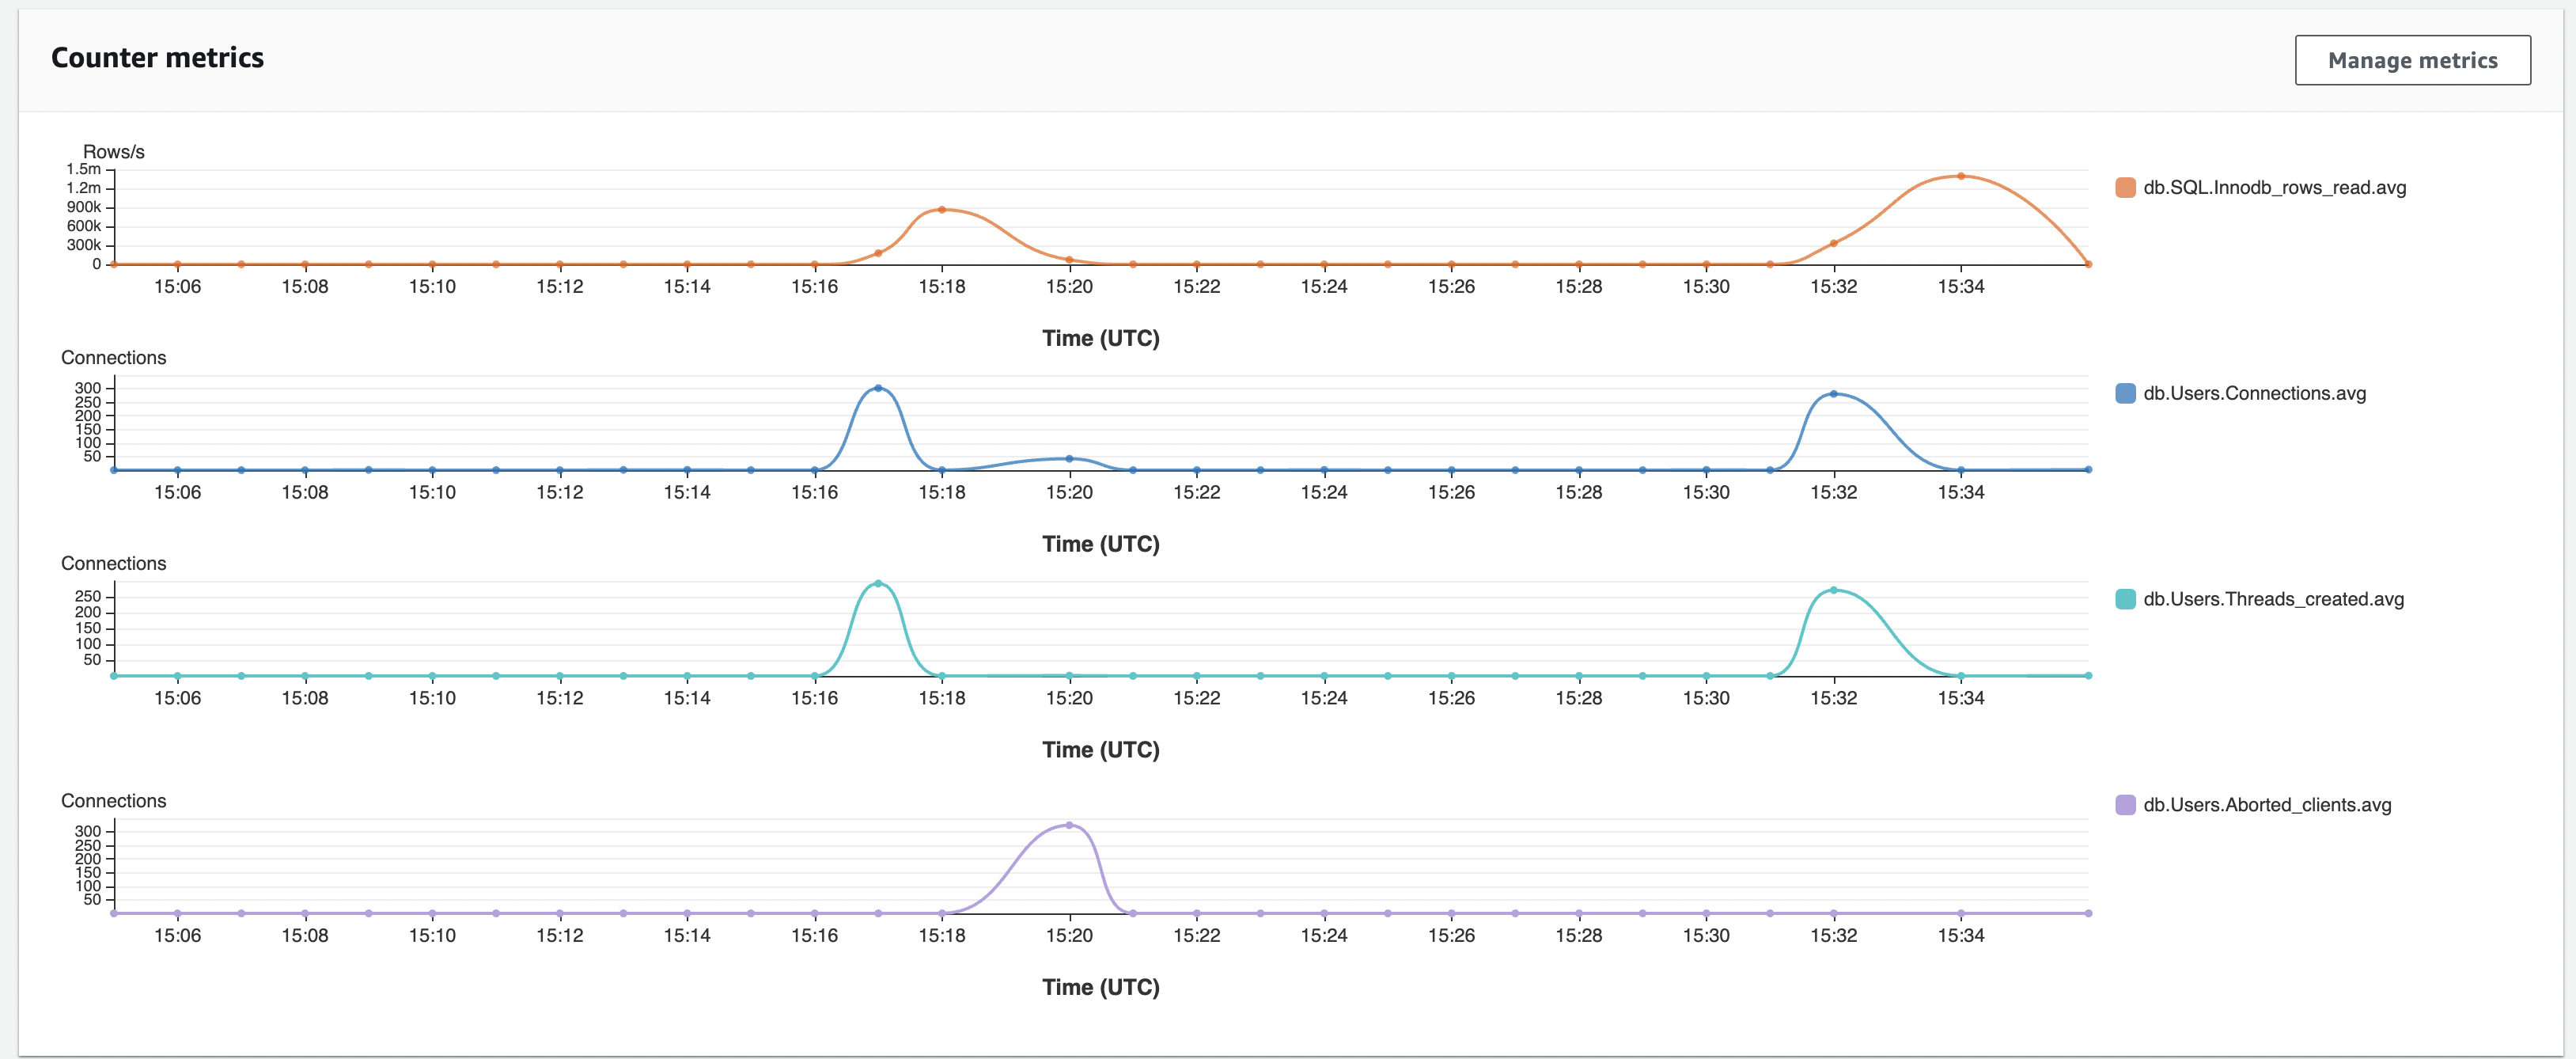 Counter metrics
Manage metrics
Rows/s
1.5m
1.2m
900k
600k
300k
0
15:06 15:08 15:10 15:12 15:14 15:16 15:18 15:20 15:22 15:24 15:26 15:28 15:30 15:32 15:34
Time (UTC)
db.SQL.Innodb_rows_read.avg
Connections
300
250
200
150
100
50
15:06 15:08 15:10 15:12 15:14 15:16 15:18 15:20 15:22 15:24 15:26 15:28 15:30 15:32 15:34
Time (UTC)
db.Users.Connections.avg
Connections
250
200
150
100
50
15:06 15:08 15:10 15:12 15:14 15:16 15:18 15:20 15:22 15:24 15:26 15:28 15:30 15:32 15:34
Time (UTC)
db.Users.Threads_created.avg
Connections
300
250
200
150
100
50
15:06 15:08 15:10 15:12 15:14 15:16 15:18 15:20 15:22 15:24 15:26 15:28 15:30 15:32 15:34
Time (UTC)
db.Users.Aborted_clients.avg